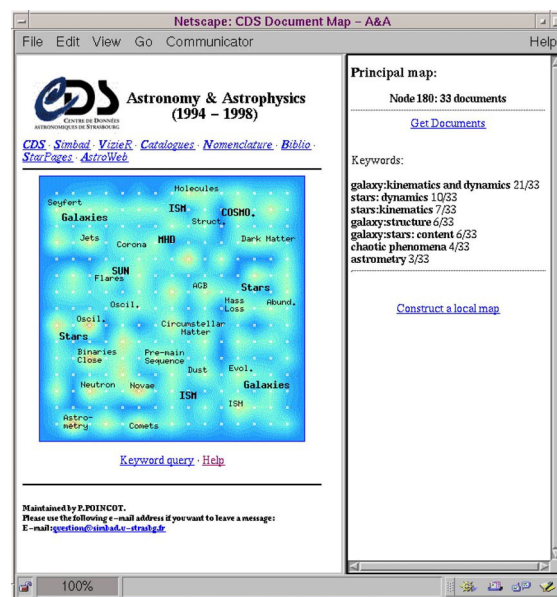 Netscape: CDS Document Map – A&A
File Edit View Go Communicator Help
CDS
CENTRE DE DONNÉES
ASTRONOMIQUES DE STRASBOURG
Astronomy & Astrophysics
(1994 – 1998)
CDS · Simbad · VizieR · Catalogues · Nomenclature · Biblio ·
StarPages · AstroWeb
Molecules
Seyfert
ISM
COSMO.
Galaxies
Struct.
Jets
Corona
MHD
Dark Matter
SUN
Flares
AGB
Stars
Oscil.
Mass
Loss
Abund.
Oscil.
Circumstellar
Matter
Stars
Binaries
Close
Pre-main
Sequence
Dust
Evol.
Neutron
Novae
Galaxies
ISM
ISM
Astro-
metry
Comets
Keyword query · Help
Maintained by P.POINCOT.
Please use the following e-mail address if you want to leave a message:
E-mail:question@simbad.u-strasbg.fr
Principal map:
Node 180: 33 documents
Get Documents
Keywords:
galaxy:kinematics and dynamics 21/33
stars: dynamics 10/33
stars:kinematics 7/33
galaxy:structure 6/33
galaxy:stars: content 6/33
chaotic phenomena 4/33
astrometry 3/33
Construct a local map
100%